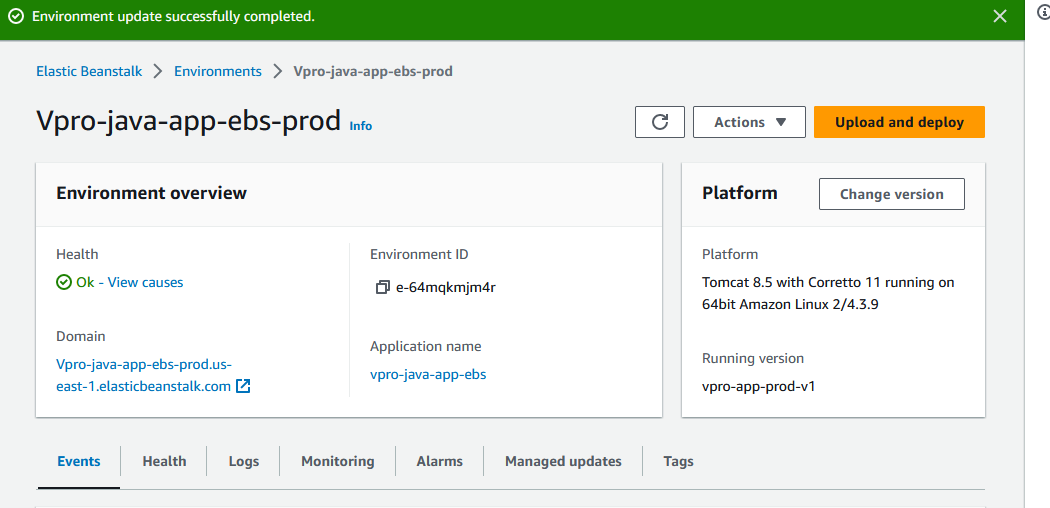 Environment update successfully completed.
Elastic Beanstalk > Environments > Vpro-java-app-ebs-prod
Vpro-java-app-ebs-prod Info
Actions
Upload and deploy
Environment overview
Health
Ok - View causes
Domain
Vpro-java-app-ebs-prod.us-
east-1.elasticbeanstalk.com
Environment ID
e-64mqkmjm4r
Application name
vpro-java-app-ebs
Platform
Change version
Platform
Tomcat 8.5 with Corretto 11 running on
64bit Amazon Linux 2/4.3.9
Running version
vpro-app-prod-v1
Events Health Logs Monitoring Alarms Managed updates Tags